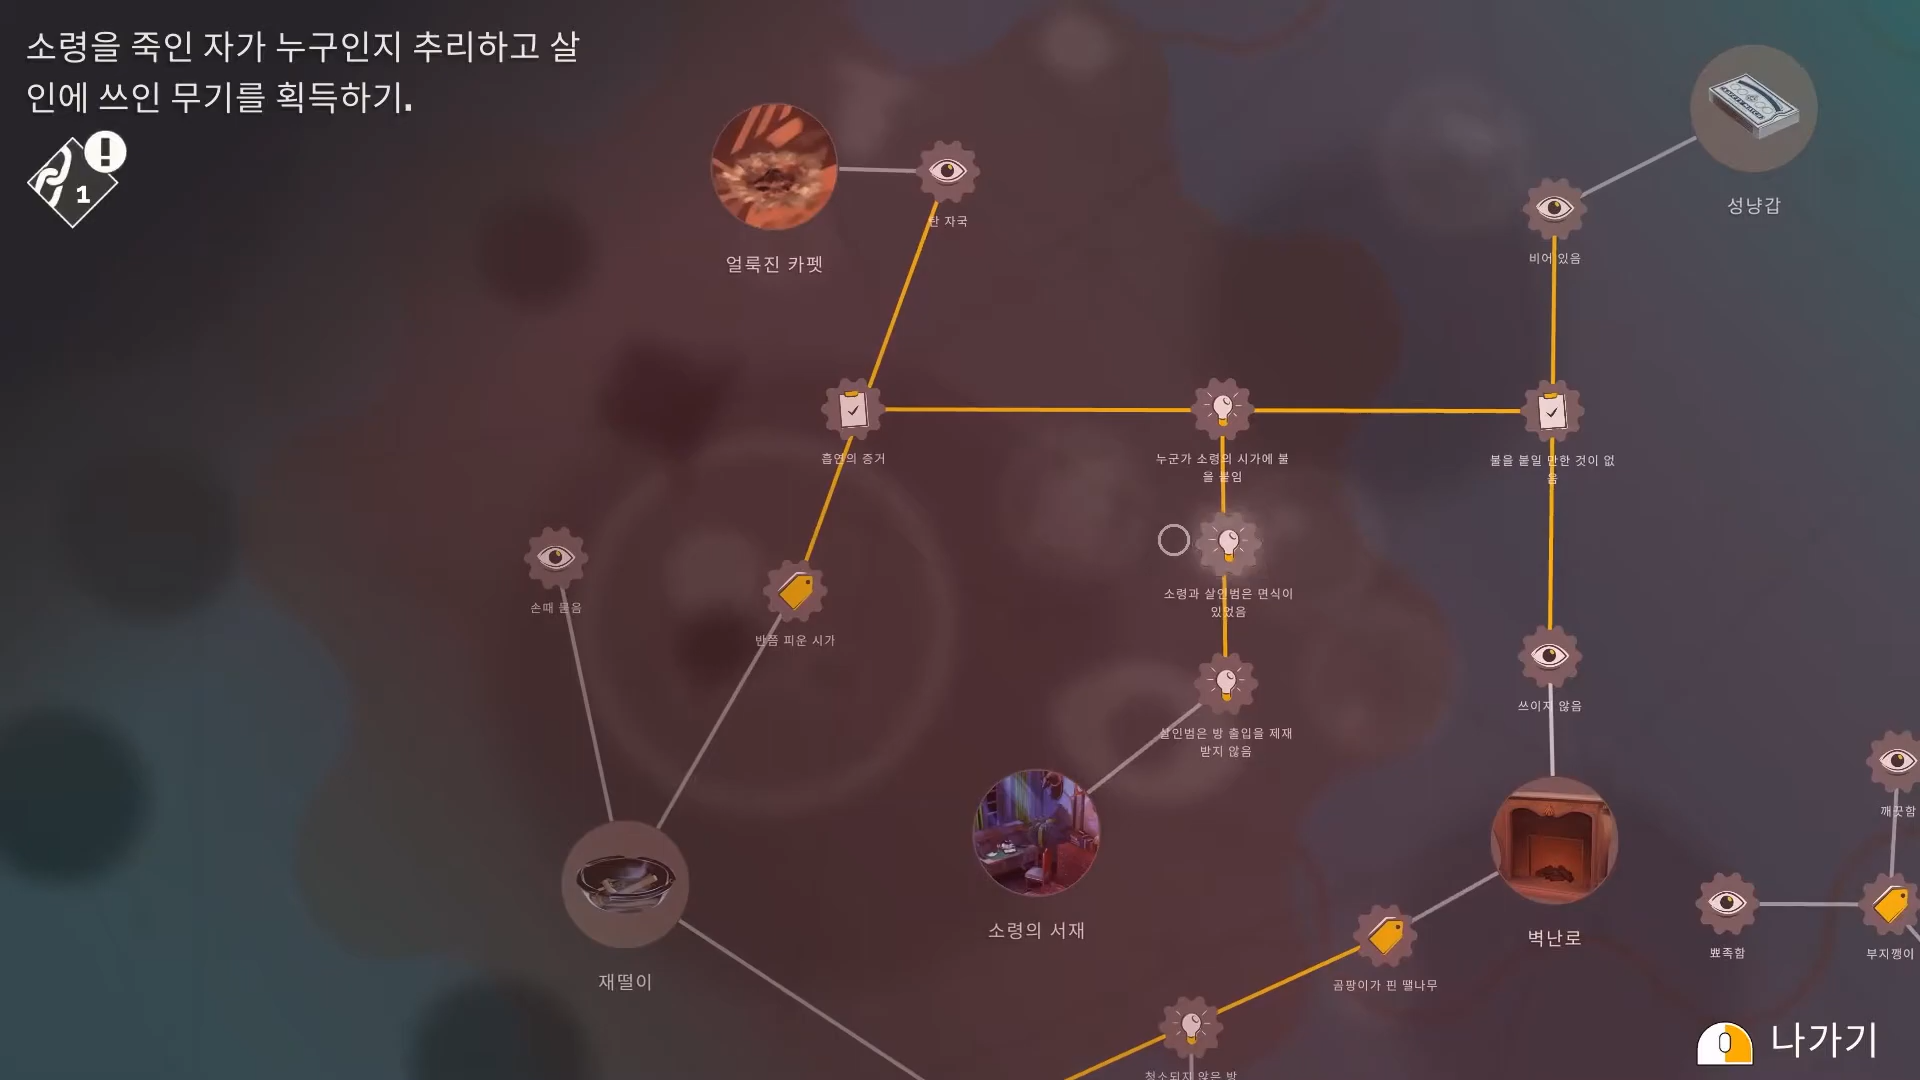 소령을 죽인 자가 누구인지 추리하고 살
인에 쓰인 무기를 획득하기.
1
성냥갑
탄 자국
비어 있음
얼룩진 카펫
흡연의 증거
누군가 소령의 시가에 불
을 붙임
불을 붙일 만한 것이 없
음
손때 묻음
소령과 살인범은 면식이
있었음
반쯤 피운 시가
쓰이지 않음
살인범은 방 출입을 제재
받지 않음
깨끗함
소령의 서재
벽난로
뾰족함
부지깽이
재떨이
곰팡이가 핀 땔나무
나가기
청소되지 않은 방